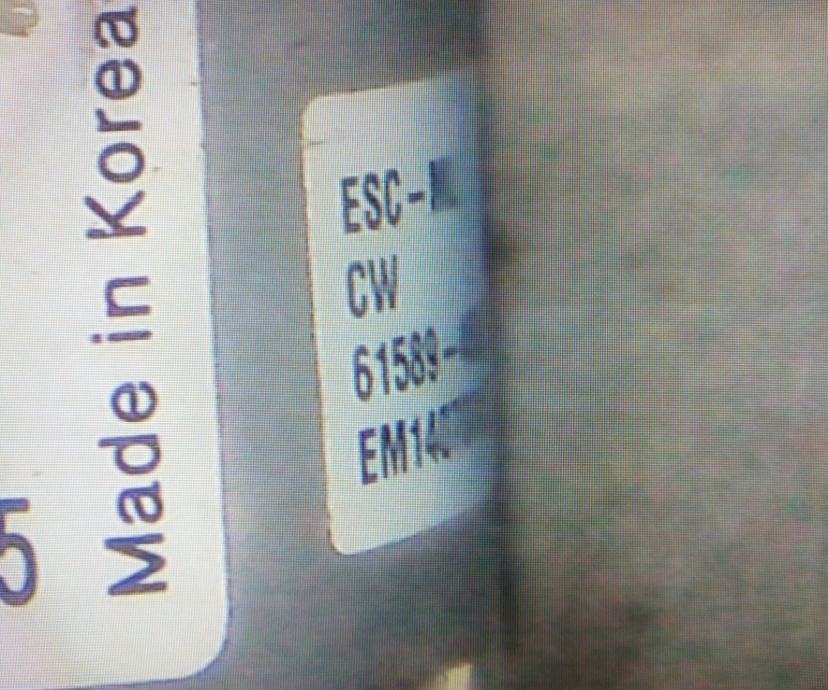 Made in Korea
ESC-
CW
61589-
EM14